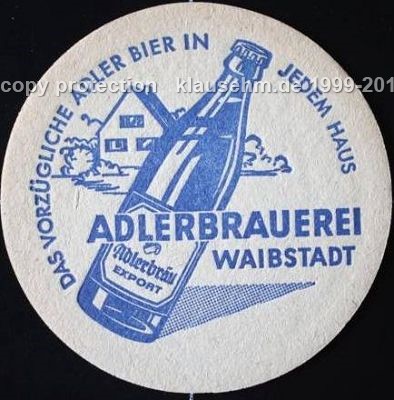 DAS VORZÜGLICHE ADLER BIER IN JEDEM HAUS
copy protection klausehm.de 1999-201
ADLERBRAUEREI
WAIBSTADT
Adlerbräu
EXPORT